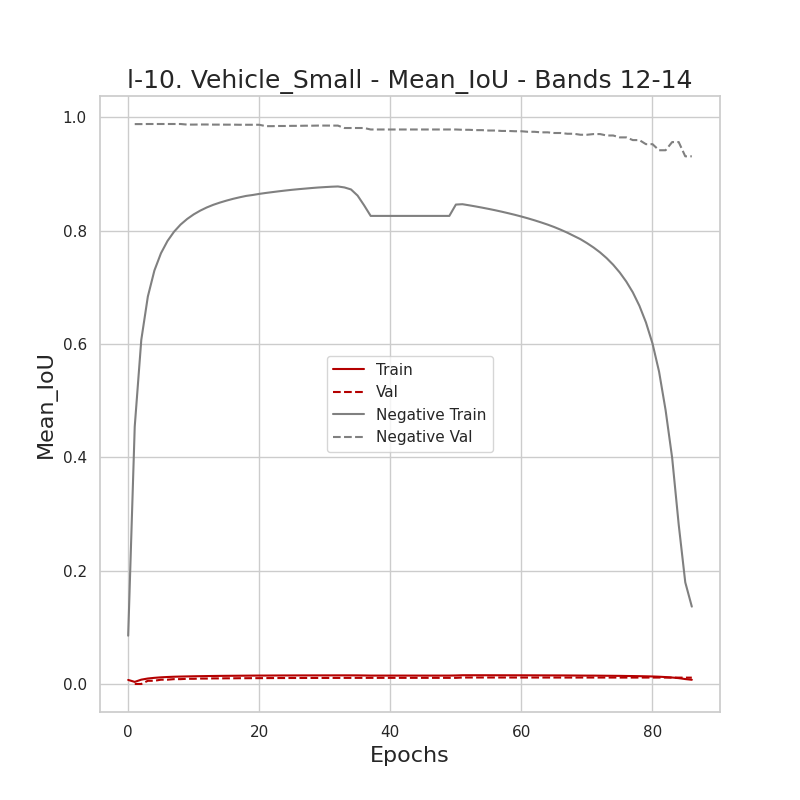 l-10. Vehicle_Small - Mean_IoU - Bands 12-14
1.0
0.8
0.6
0.4
0.2
0.0
Mean_IoU
Train
Val
Negative Train
Negative Val
0 20 40 60 80
Epochs